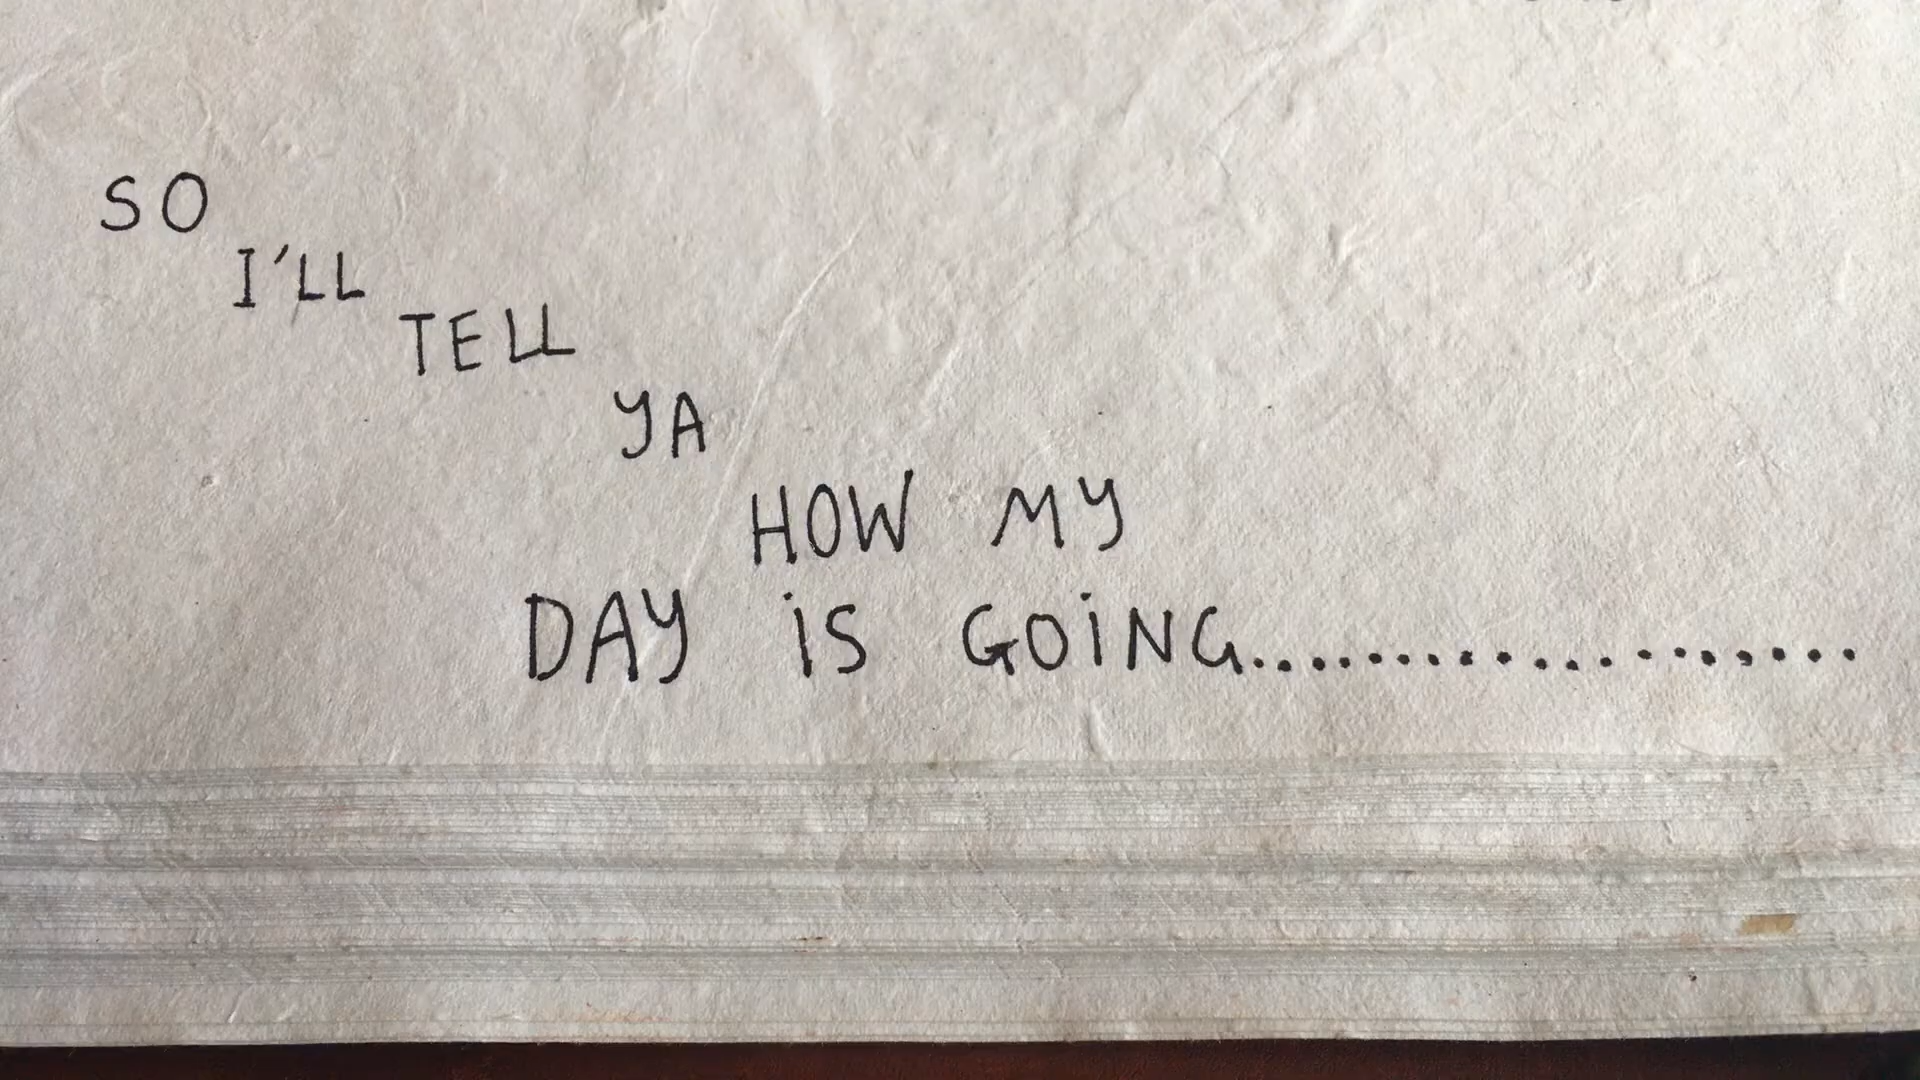 SO
I'LL
TELL
YA
HOW MY
DAY iS GOiNG.....................